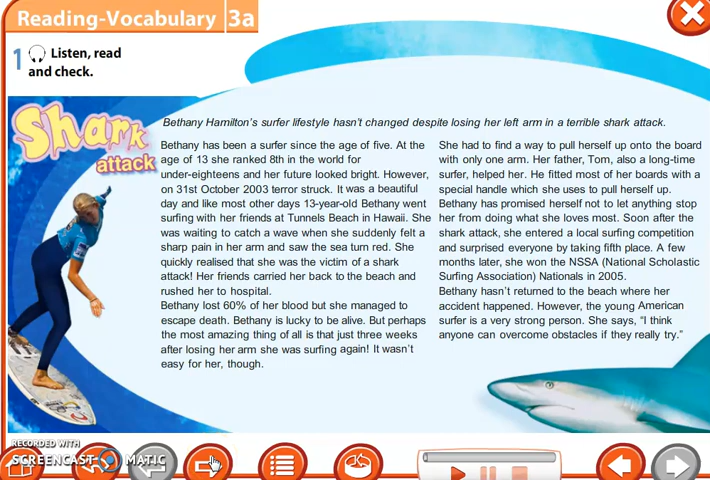 Reading-Vocabulary 3a
1 Listen, read
and check.
Shark
attack
Bethany Hamilton's surfer lifestyle hasn't changed despite losing her left arm in a terrible shark attack.
Bethany has been a surfer since the age of five. At the
age of 13 she ranked 8th in the world for
under-eighteens and her future looked bright. However,
on 31st October 2003 terror struck. It was a beautiful
day and like most other days 13-year-old Bethany went
surfing with her friends at Tunnels Beach in Hawaii. She
was waiting to catch a wave when she suddenly felt a
sharp pain in her arm and saw the sea turn red. She
quickly realised that she was the victim of a shark
attack! Her friends carried her back to the beach and
rushed her to hospital.
Bethany lost 60% of her blood but she managed to
escape death. Bethany is lucky to be alive. But perhaps
the most amazing thing of all is that just three weeks
after losing her arm she was surfing again! It wasn't
easy for her, though.
She had to find a way to pull herself up onto the board
with only one arm. Her father, Tom, also a long-time
surfer, helped her. He fitted most of her boards with a
special handle which she uses to pull herself up.
Bethany has promised herself not to let anything stop
her from doing what she loves most. Soon after the
shark attack, she entered a local surfing competition
and surprised everyone by taking fifth place. A few
months later, she won the NSSA (National Scholastic
Surfing Association) Nationals in 2005.
Bethany hasn't returned to the beach where her
accident happened. However, the young American
surfer is a very strong person. She says, "I think
anyone can overcome obstacles if they really try."
RECORDED WITH
SCREENCAST MATIC